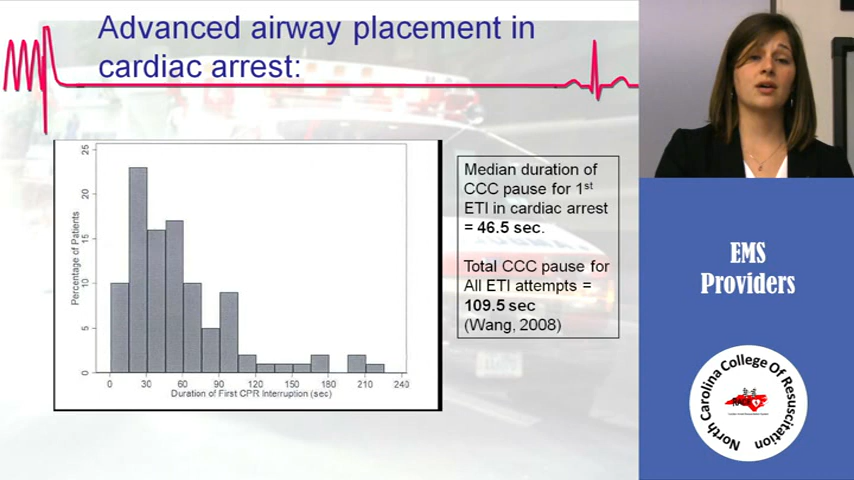 Advanced airway placement in
cardiac arrest:
Percentage of Patients
25
20
15
10
5
0
0 30 60 90 120 150 180 210 240
Duration of First CPR Interruption (sec)
Median duration of
CCC pause for 1st
ETI in cardiac arrest
= 46.5 sec.
Total CCC pause for
All ETI attempts =
109.5 sec
(Wang, 2008)
EMS
Providers
North Carolina College Of Resuscitation